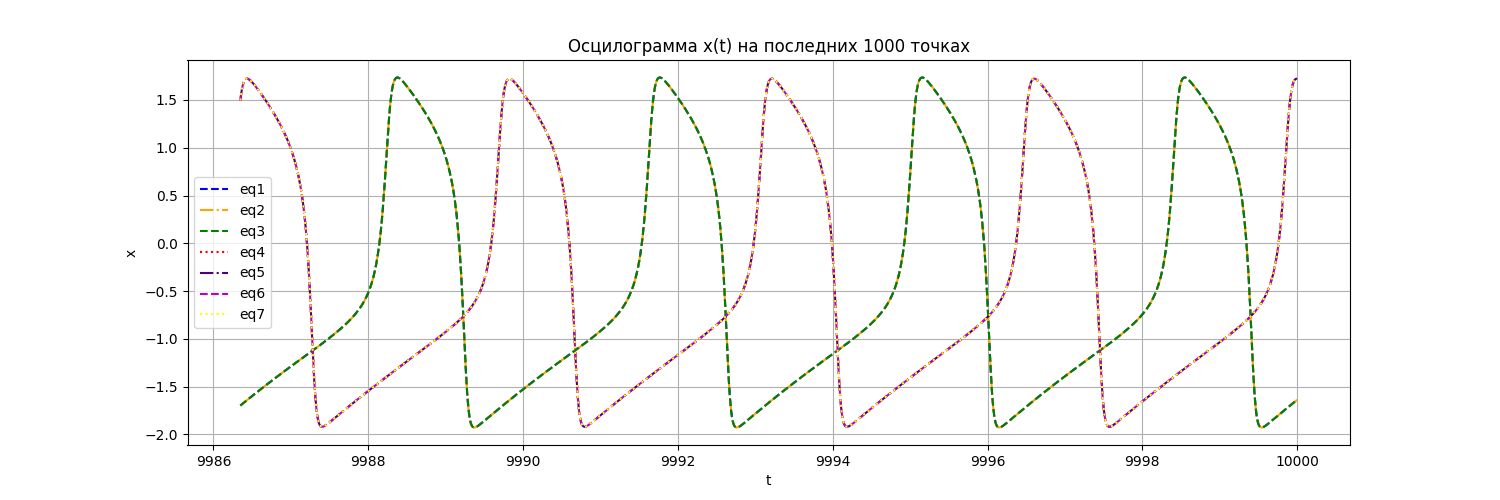 Осцилограмма x(t) на последних 1000 точках
1.5
1.0
0.5
0.0
−0.5
−1.0
−1.5
−2.0
x
eq1
eq2
eq3
eq4
eq5
eq6
eq7
9986 9988 9990 9992 9994 9996 9998 10000
t